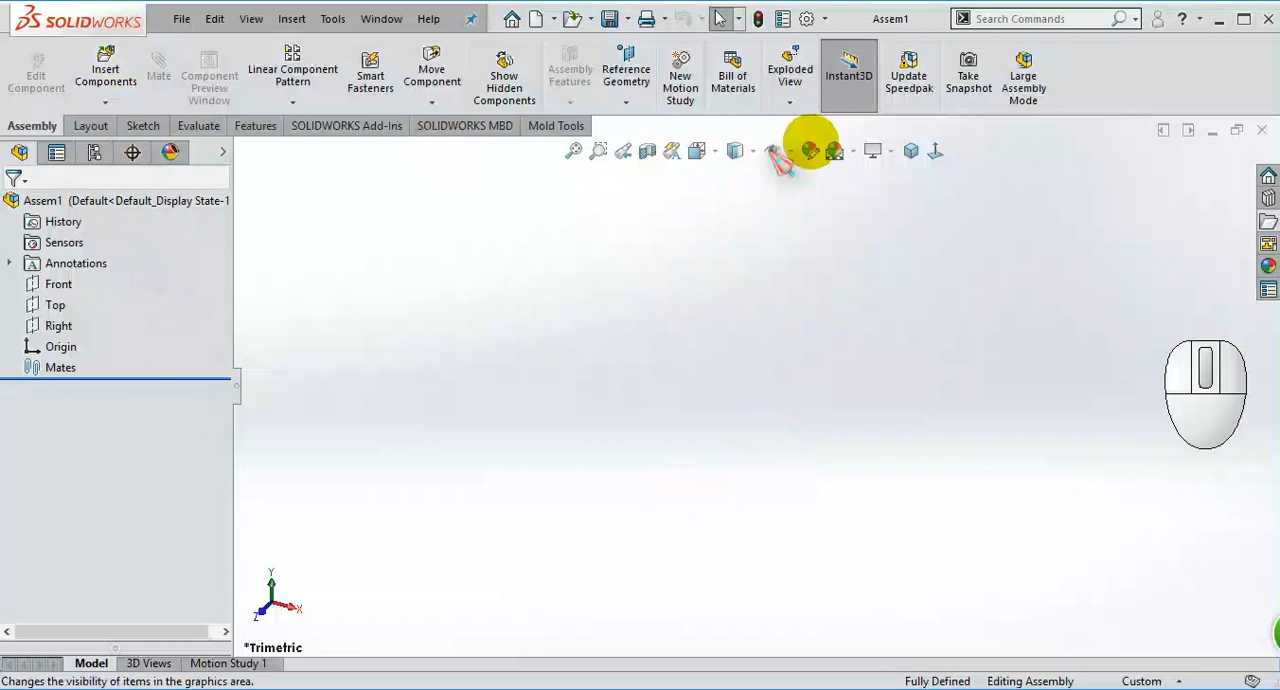 SOLIDWORKS
File Edit View Insert Tools Window Help
Assem1
Search Commands
?
Edit Component
Insert Components
Mate
Component Preview Window
Linear Component Pattern
Smart Fasteners
Move Component
Show Hidden Components
Assembly Features
Reference Geometry
New Motion Study
Bill of Materials
Exploded View
Instant3D
Update Speedpak
Take Snapshot
Large Assembly Mode
Assembly Layout Sketch Evaluate Features SOLIDWORKS Add-Ins SOLIDWORKS MBD Mold Tools
Assem1 (Default<Default_Display State-1
History
Sensors
A Annotations
Front
Top
Right
Origin
Mates
Y
X
Z
*Trimetric
Model 3D Views Motion Study 1
Changes the visibility of items in the graphics area.
Fully Defined Editing Assembly Custom